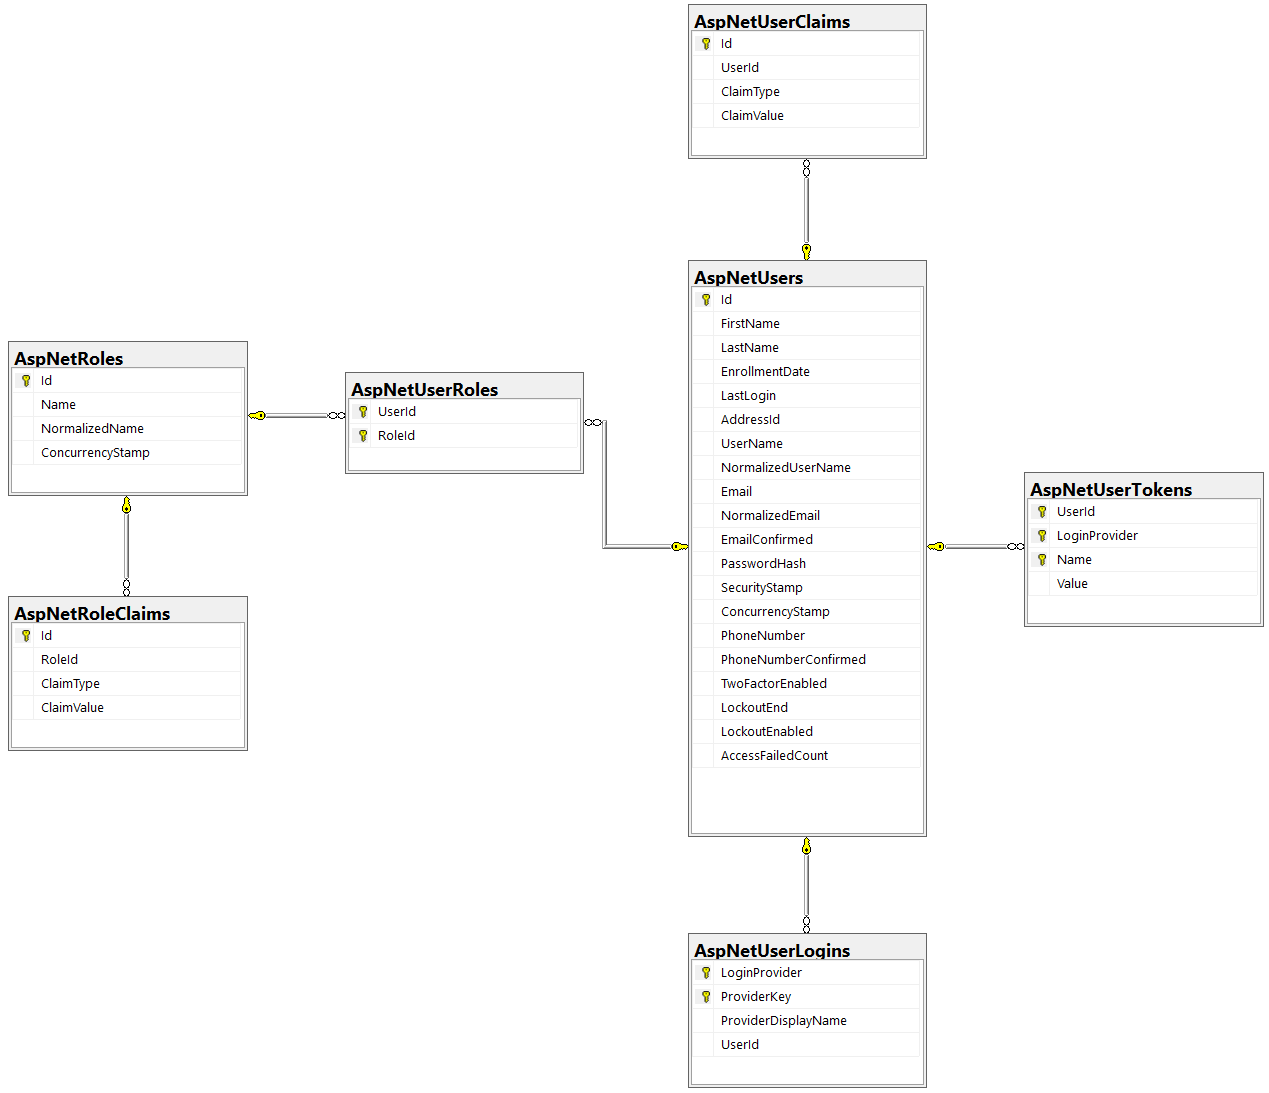 AspNetUserClaims
Id
UserId
ClaimType
ClaimValue
AspNetUsers
Id
FirstName
LastName
EnrollmentDate
LastLogin
AddressId
UserName
NormalizedUserName
Email
NormalizedEmail
EmailConfirmed
PasswordHash
SecurityStamp
ConcurrencyStamp
PhoneNumber
PhoneNumberConfirmed
TwoFactorEnabled
LockoutEnd
LockoutEnabled
AccessFailedCount
AspNetRoles
Id
Name
NormalizedName
ConcurrencyStamp
AspNetUserRoles
UserId
RoleId
AspNetUserTokens
UserId
LoginProvider
Name
Value
AspNetRoleClaims
Id
RoleId
ClaimType
ClaimValue
AspNetUserLogins
LoginProvider
ProviderKey
ProviderDisplayName
UserId